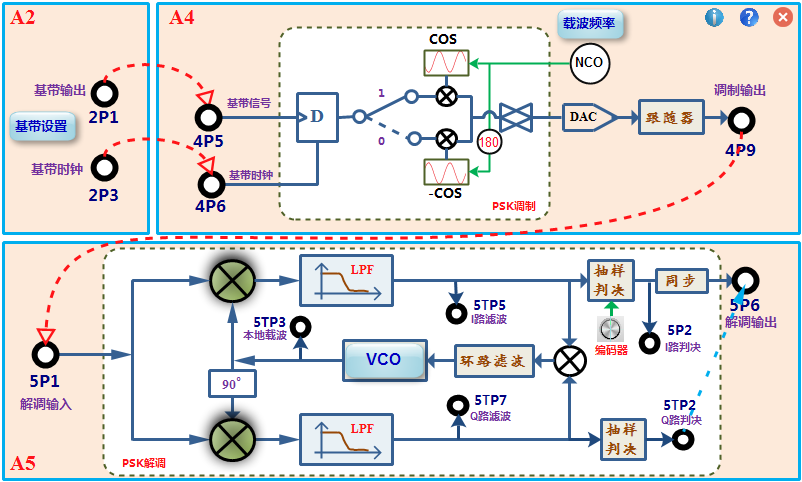 A2
A4
COS
载波频率
i
?
×
NCO
基带输出
2P1
基带设置
基带时钟
2P3
基带信号
4P5
基带时钟
4P6
D
1
0
180
-COS
PSK调制
DAC
跟随器
调制输出
4P9
LPF
抽样
判决
同步
5P6
解调输出
5TP3
本地载波
5TP5
I路滤波
编码器
5P2
I路判决
5P1
解调输入
90°
VCO
环路滤波
5TP7
Q路滤波
5TP2
Q路判决
LPF
抽样
判决
PSK解调
A5